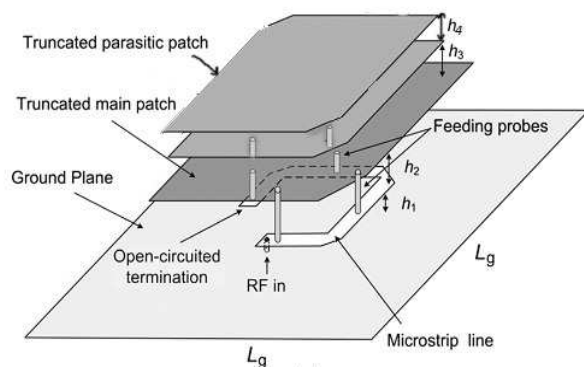 h4
Truncated parasitic patch
h3
Truncated main patch
Feeding probes
Ground Plane
h2
h1
Open-circuited
termination
RF in
Lg
Microstrip line
Lg